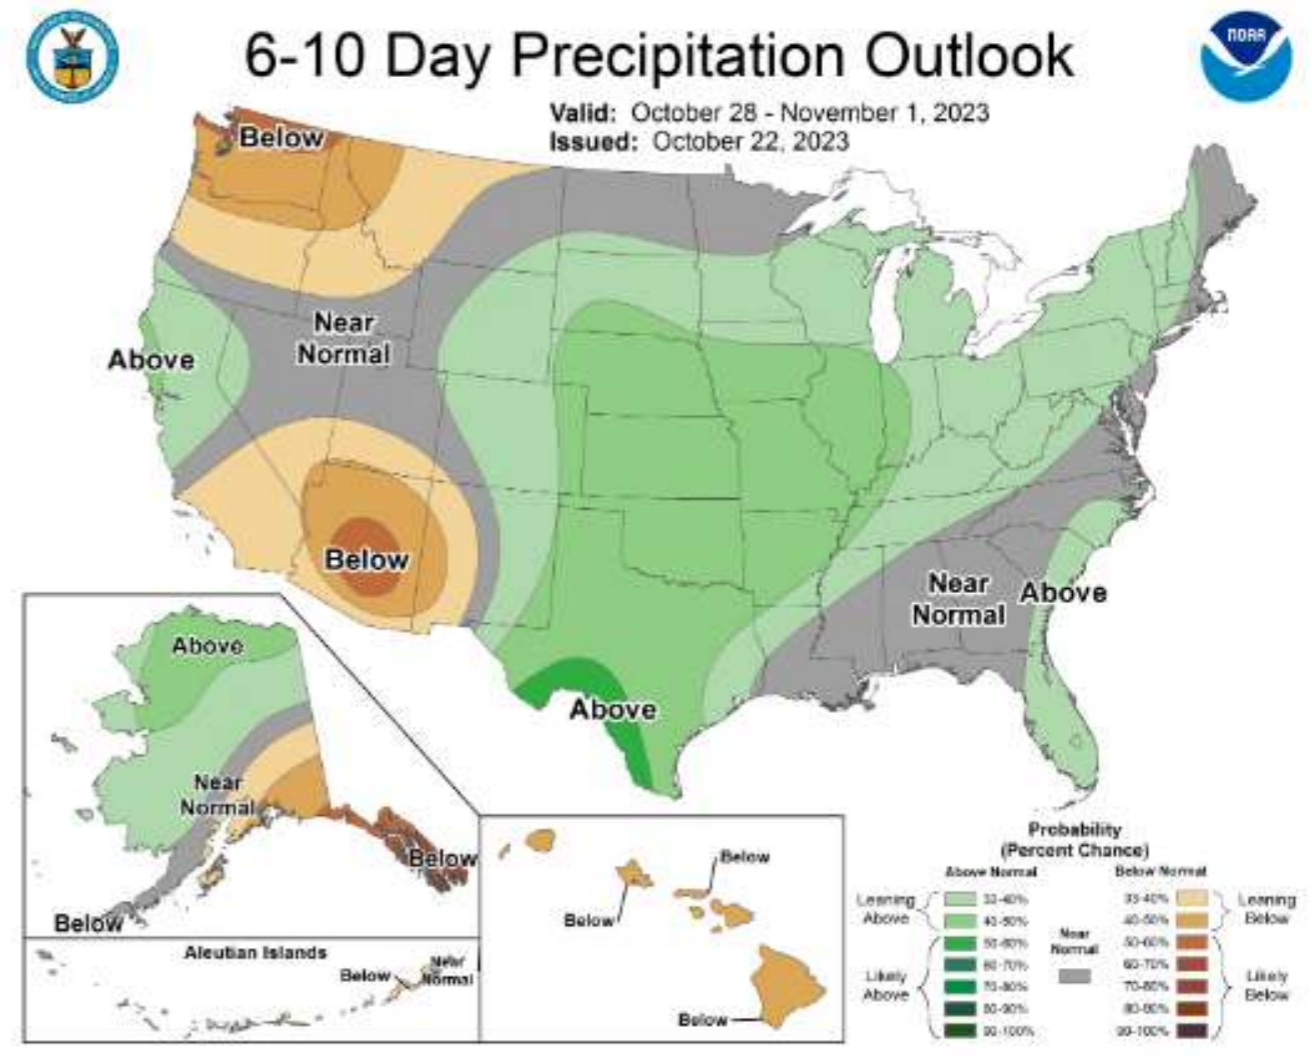 6-10 Day Precipitation Outlook
NOAA
Valid: October 28 - November 1, 2023
Issued: October 22, 2023
Below
Near
Normal
Above
Below
Near
Normal
Above
Above
Above
Near
Normal
Below
Below
Aleutian Islands
Below
Near
Normal
Below
Below
Below
Probability
(Percent Chance)
Above Normal
Below Normal
Leaning
Above
33-40%
40-50%
Near
Normal
33-40%
40-50%
Leaning
Below
Likely
Above
50-60%
60-70%
70-80%
80-90%
90-100%
50-60%
60-70%
70-80%
80-90%
90-100%
Likely
Below